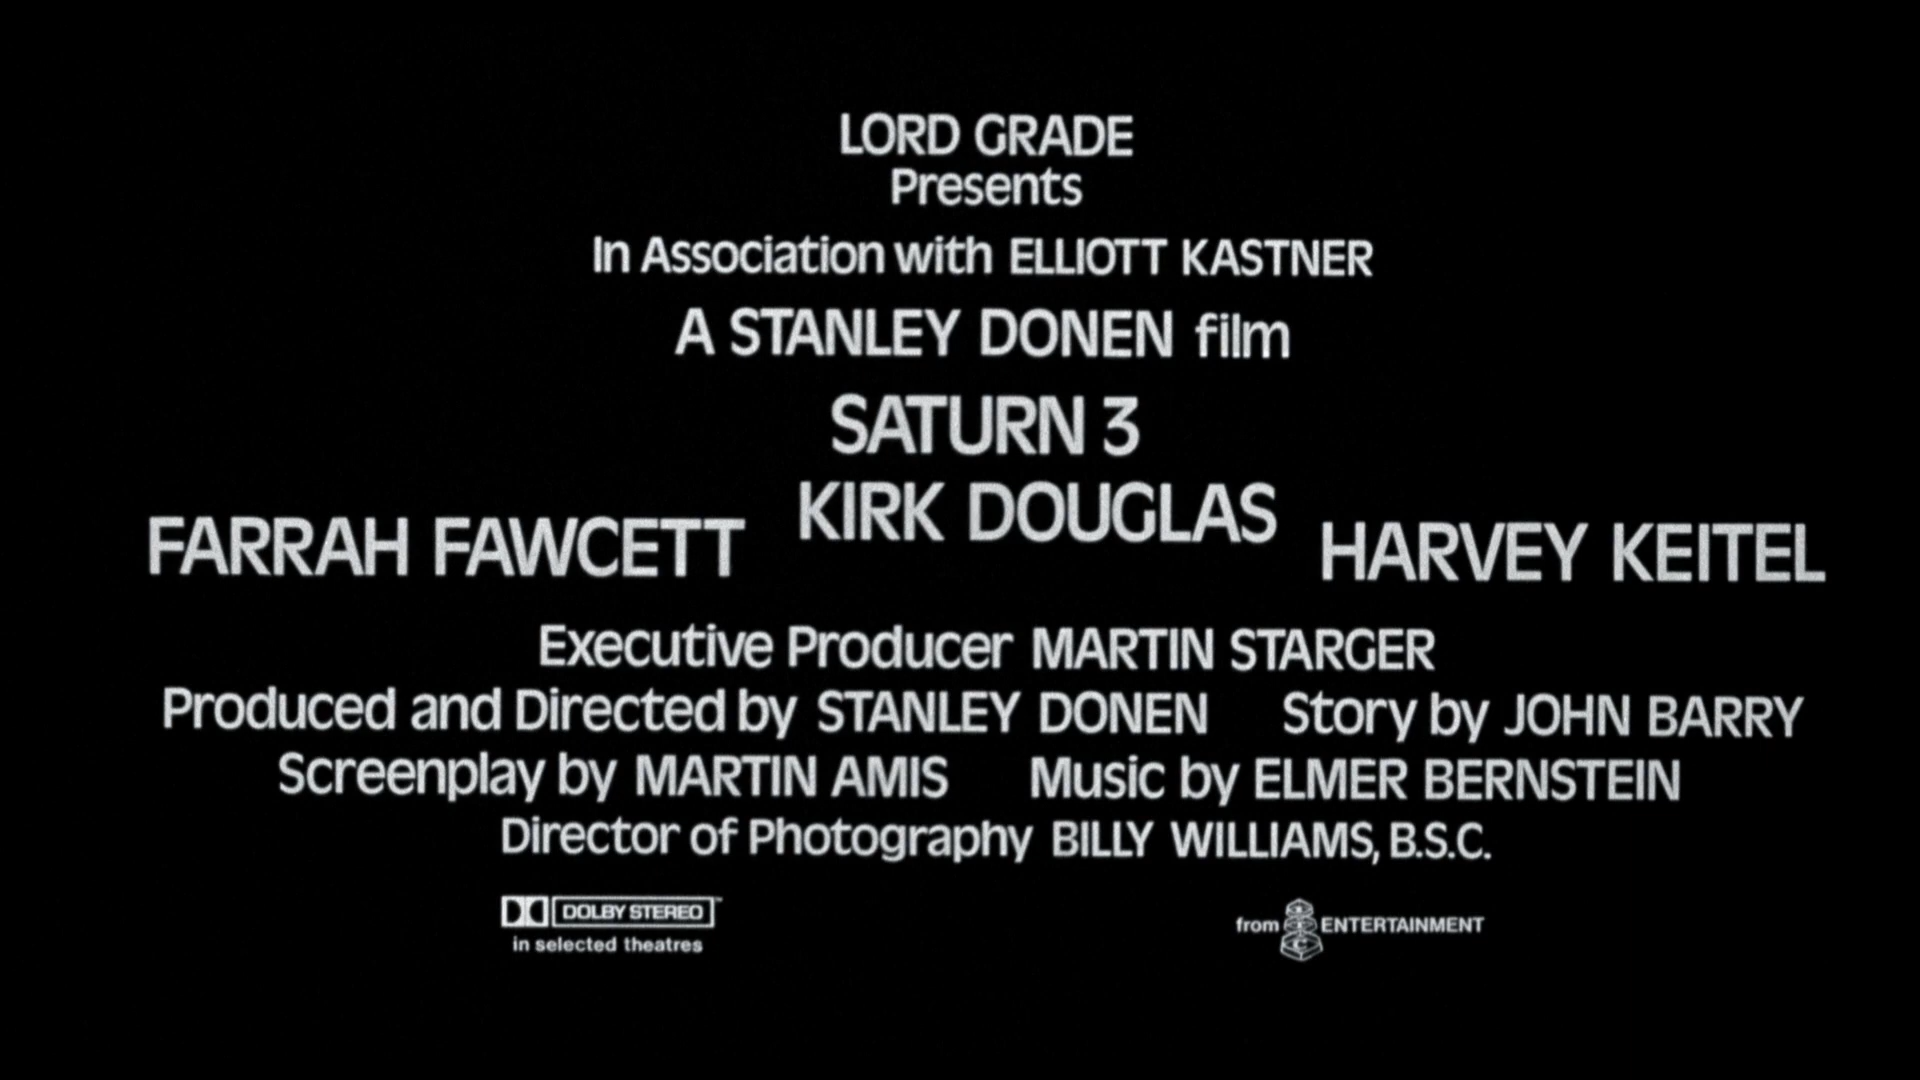 LORD GRADE
Presents
In Association with ELLIOTT KASTNER
A STANLEY DONEN film
SATURN 3
FARRAH FAWCETT KIRK DOUGLAS HARVEY KEITEL
Executive Producer MARTIN STARGER
Produced and Directed by STANLEY DONEN Story by JOHN BARRY
Screenplay by MARTIN AMIS Music by ELMER BERNSTEIN
Director of Photography BILLY WILLIAMS, B.S.C.
DOLBY STEREO™
in selected theatres
from ITC ENTERTAINMENT